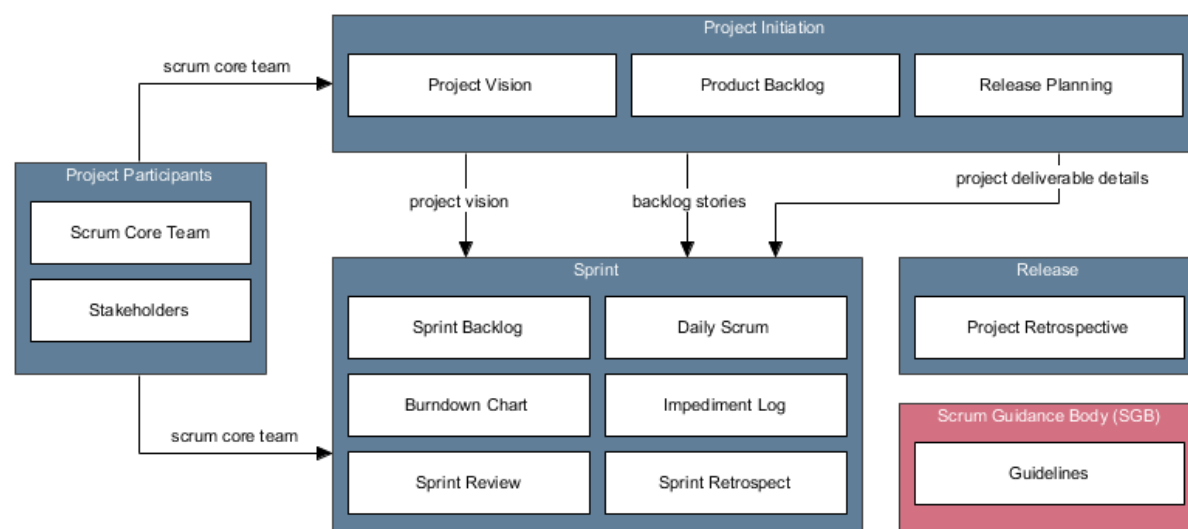 Project Initiation
scrum core team
Project Vision
Product Backlog
Release Planning
Project Participants
project deliverable details
project vision
backlog stories
Scrum Core Team
Stakeholders
Sprint
Release
Sprint Backlog
Daily Scrum
Project Retrospective
Burndown Chart
Impediment Log
Scrum Guidance Body (SGB)
scrum core team
Sprint Review
Sprint Retrospect
Guidelines